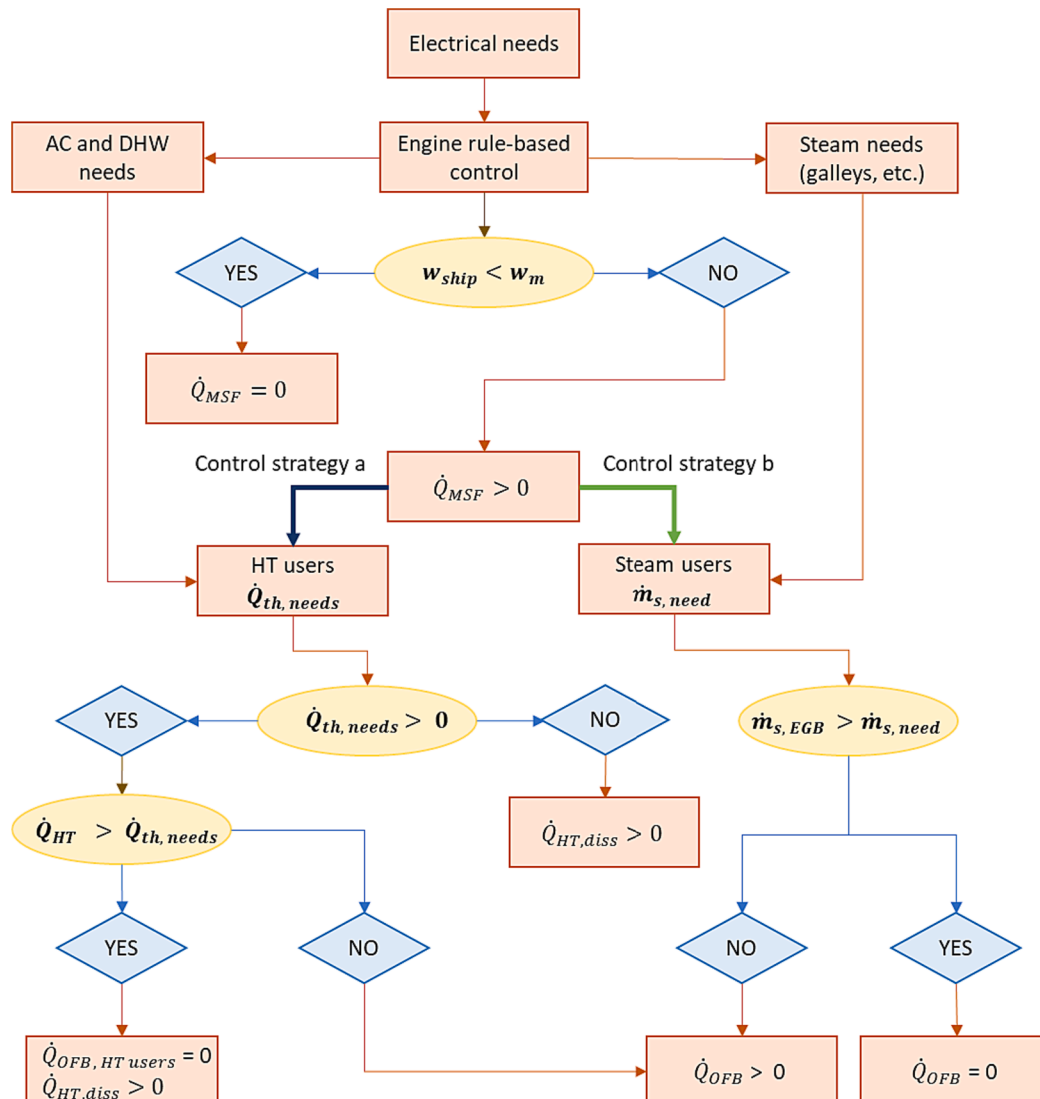 Electrical needs
AC and DHW
needs
Engine rule-based
control
Steam needs
(galleys, etc.)
YES
w_ship < w_m
NO
Q̇_MSF = 0
Control strategy a
Control strategy b
Q̇_MSF > 0
HT users
Q̇_th, needs
Steam users
ṁ_s, need
YES
Q̇_th, needs > 0
NO
ṁ_s, EGB > ṁ_s, need
Q̇_HT > Q̇_th, needs
Q̇_HT,diss > 0
YES
NO
NO
YES
Q̇_OFB, HT users = 0
Q̇_HT,diss > 0
Q̇_OFB > 0
Q̇_OFB = 0